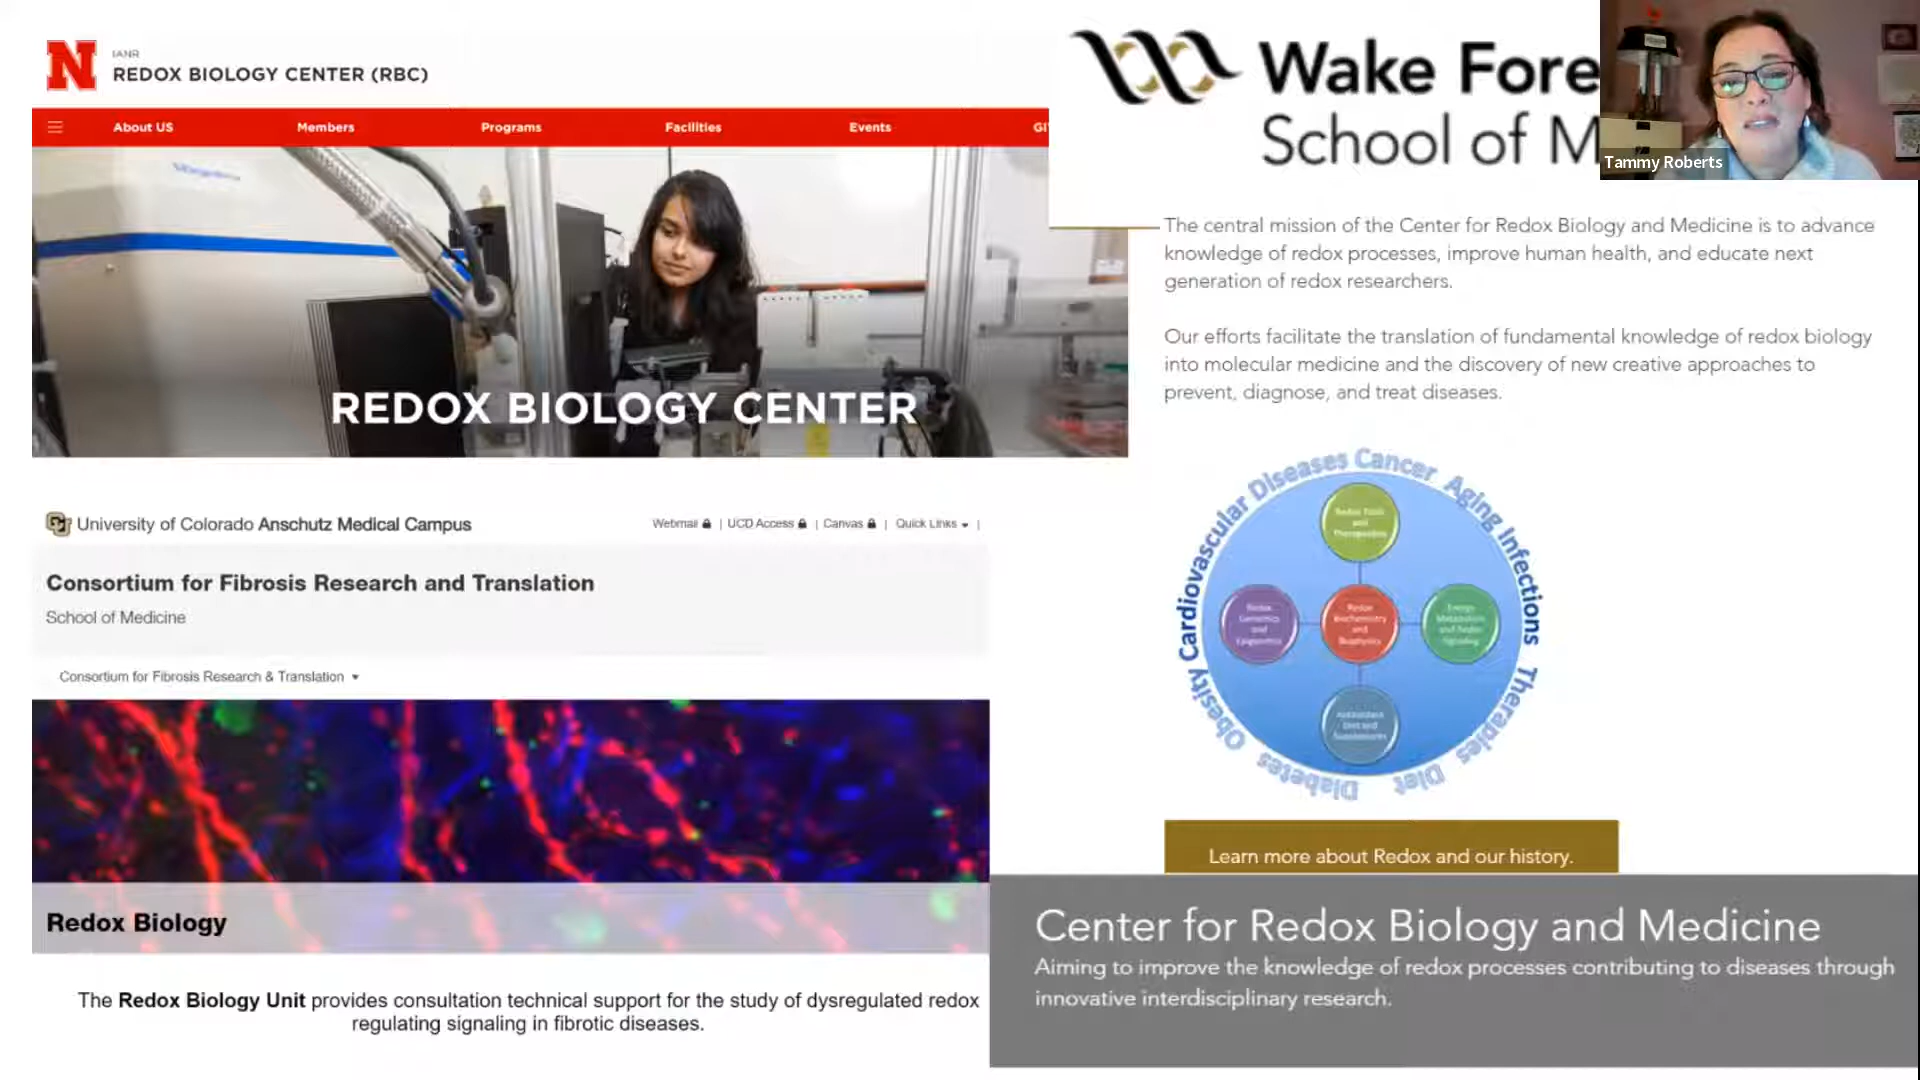 IANR
REDOX BIOLOGY CENTER (RBC)
About US
Members
Programs
Facilities
Events
REDOX BIOLOGY CENTER
University of Colorado Anschutz Medical Campus
Webmail | UCD Access | Canvas | Quick Links |
Consortium for Fibrosis Research and Translation
School of Medicine
Consortium for Fibrosis Research & Translation
Redox Biology
The Redox Biology Unit provides consultation technical support for the study of dysregulated redox
regulating signaling in fibrotic diseases.
Wake Fore
School of M
Tammy Roberts
The central mission of the Center for Redox Biology and Medicine is to advance
knowledge of redox processes, improve human health, and educate next
generation of redox researchers.
Our efforts facilitate the translation of fundamental knowledge of redox biology
into molecular medicine and the discovery of new creative approaches to
prevent, diagnose, and treat diseases.
Obesity Cardiovascular Diseases Cancer Aging Infections Therapies Diet Diabetes
Redox
Biochemistry
and
Biophysics
Learn more about Redox and our history.
Center for Redox Biology and Medicine
Aiming to improve the knowledge of redox processes contributing to diseases through
innovative interdisciplinary research.